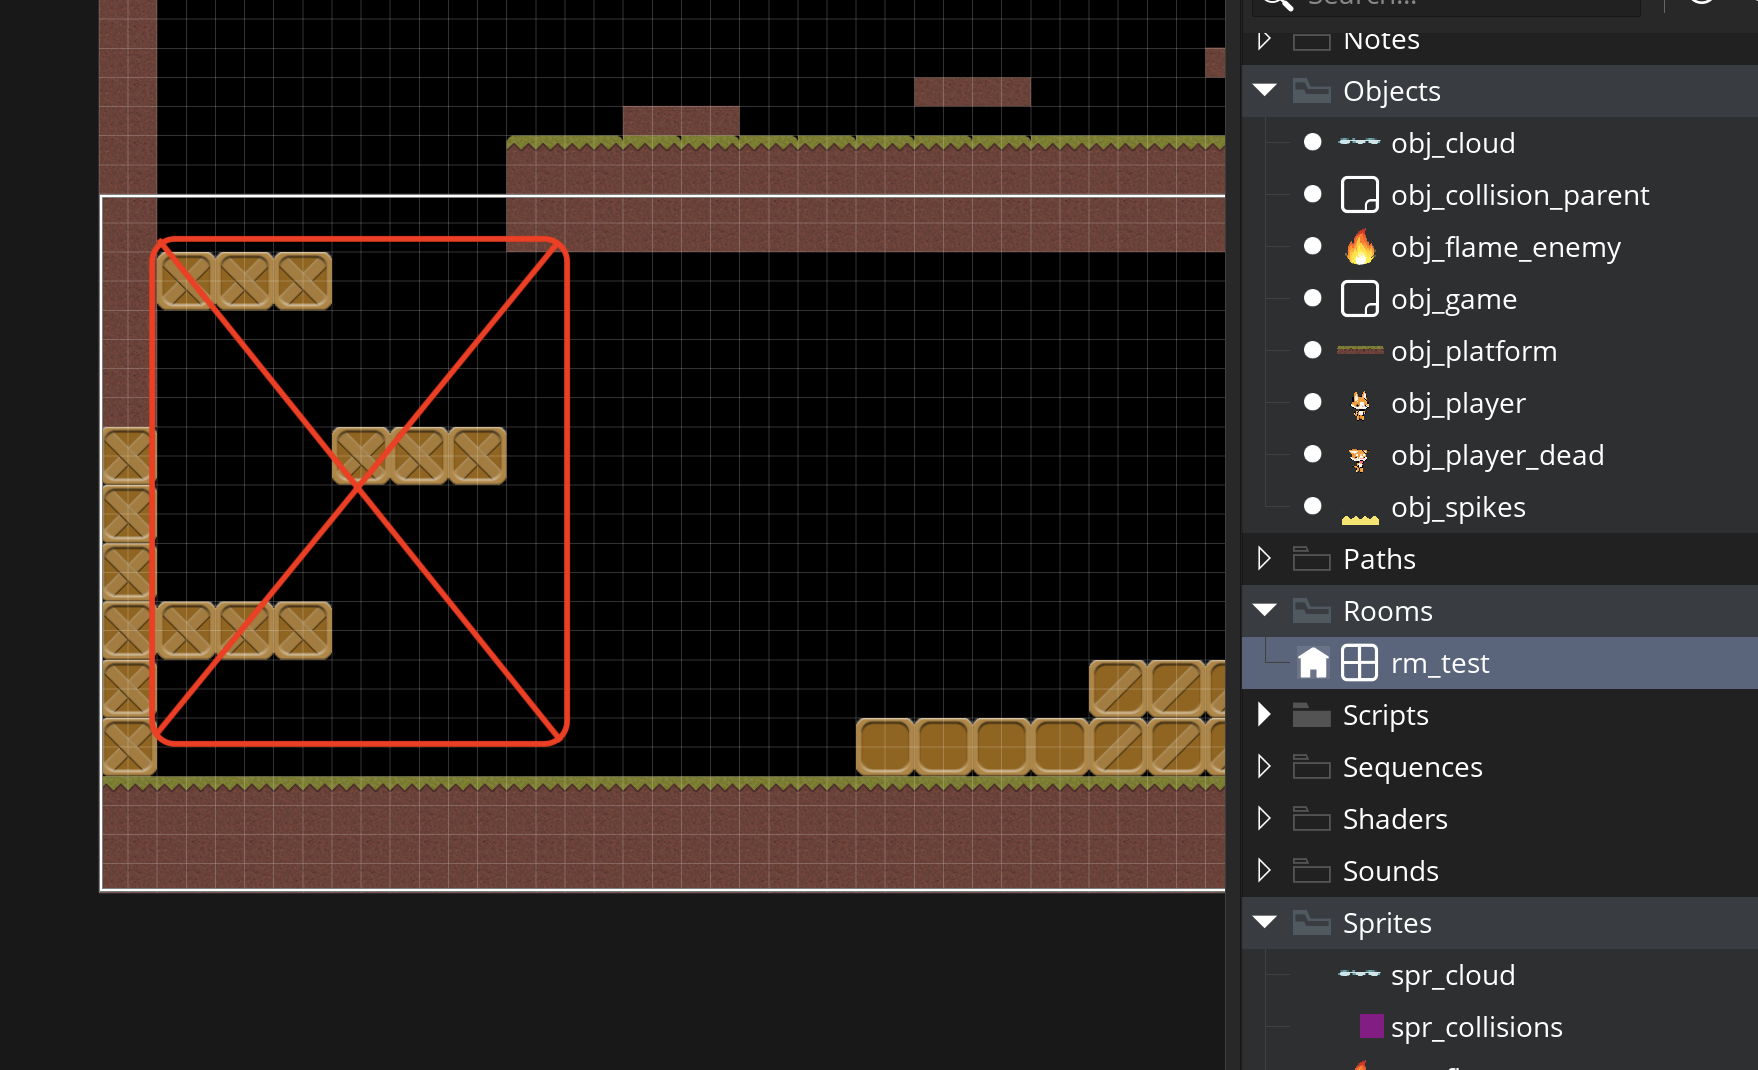 Search...
Notes
Objects
obj_cloud
obj_collision_parent
obj_flame_enemy
obj_game
obj_platform
obj_player
obj_player_dead
obj_spikes
Paths
Rooms
rm_test
Scripts
Sequences
Shaders
Sounds
Sprites
spr_cloud
spr_collisions